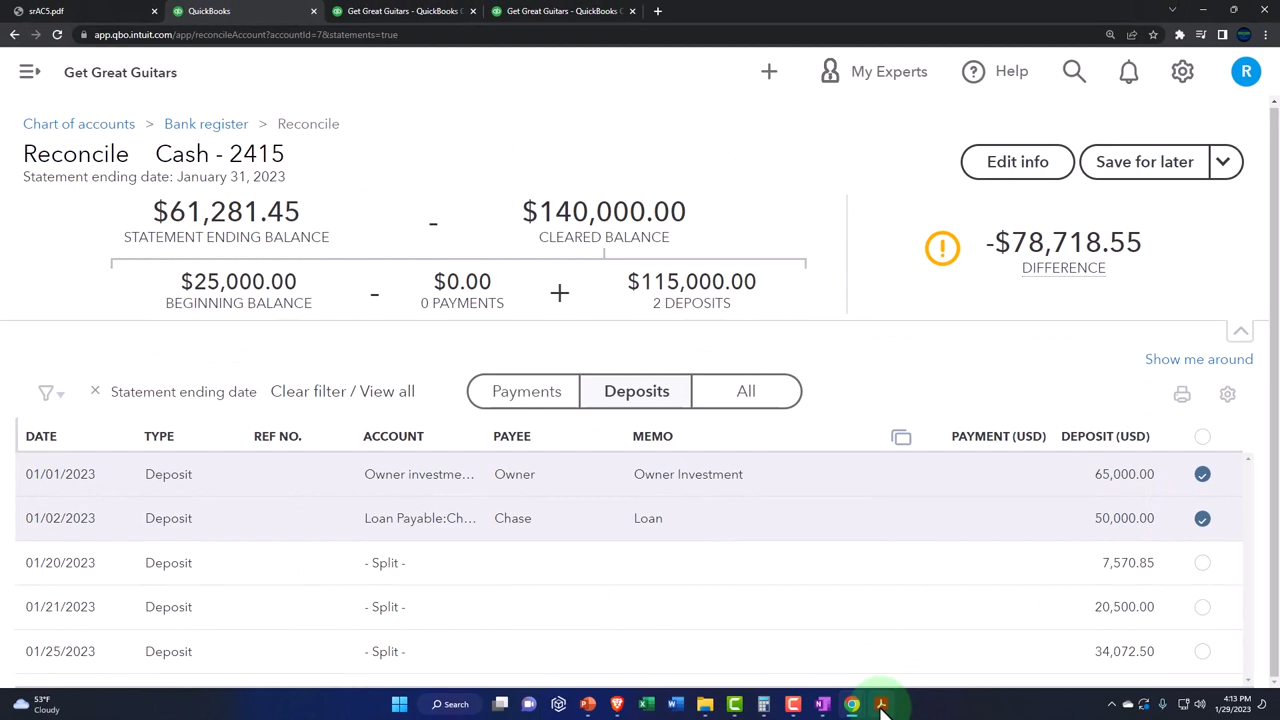 srAC5.pdf × QuickBooks × Get Great Guitars - QuickBooks C × Get Great Guitars - QuickBooks C × +
app.qbo.intuit.com/app/reconcileAccount?accountId=7&statements=true
Get Great Guitars + My Experts Help R
Chart of accounts > Bank register > Reconcile
Reconcile Cash - 2415
Statement ending date: January 31, 2023
Edit info Save for later
$61,281.45 - $140,000.00
STATEMENT ENDING BALANCE CLEARED BALANCE
-$78,718.55
DIFFERENCE
$25,000.00 - $0.00 + $115,000.00
BEGINNING BALANCE 0 PAYMENTS 2 DEPOSITS
Show me around
× Statement ending date Clear filter / View all Payments Deposits All
DATE TYPE REF NO. ACCOUNT PAYEE MEMO PAYMENT (USD) DEPOSIT (USD)
01/01/2023 Deposit Owner investme... Owner Owner Investment 65,000.00
01/02/2023 Deposit Loan Payable:Ch... Chase Loan 50,000.00
01/20/2023 Deposit - Split - 7,570.85
01/21/2023 Deposit - Split - 20,500.00
01/25/2023 Deposit - Split - 34,072.50
53°F
Cloudy
Search
4:13 PM
1/29/2023